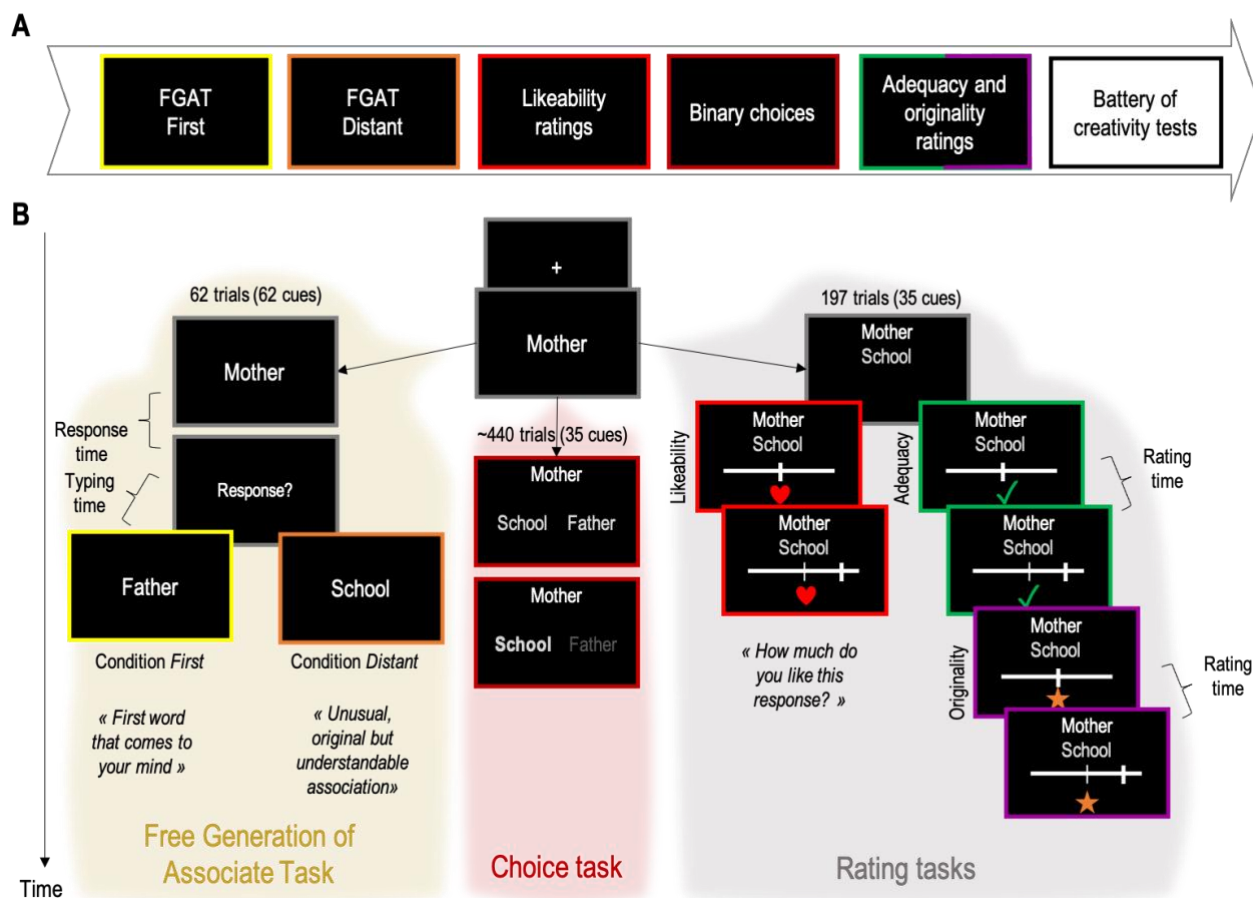 A
FGAT
First
FGAT
Distant
Likeability
ratings
Binary choices
Adequacy and
originality
ratings
Battery of
creativity tests
B
+
Mother
62 trials (62 cues)
Mother
Response
time
Typing
time
Response?
Father
School
Condition First
Condition Distant
« First word
that comes to
your mind »
« Unusual,
original but
understandable
association»
Free Generation of
Associate Task
~440 trials (35 cues)
Mother
School Father
Mother
School Father
Choice task
197 trials (35 cues)
Mother
School
Likeability
Mother
School
Mother
School
« How much do
you like this
response? »
Adequacy
Mother
School
Rating
time
Mother
School
Originality
Mother
School
Rating
time
Mother
School
Rating tasks
Time